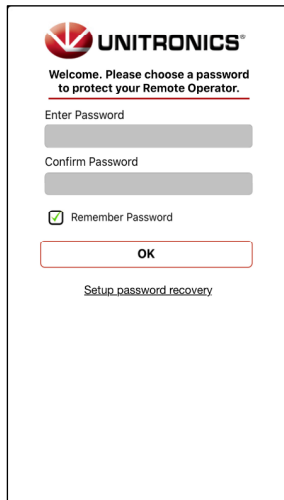 UNITRONICS®
Welcome. Please choose a password
to protect your Remote Operator.
Enter Password
Confirm Password
Remember Password
OK
Setup password recovery